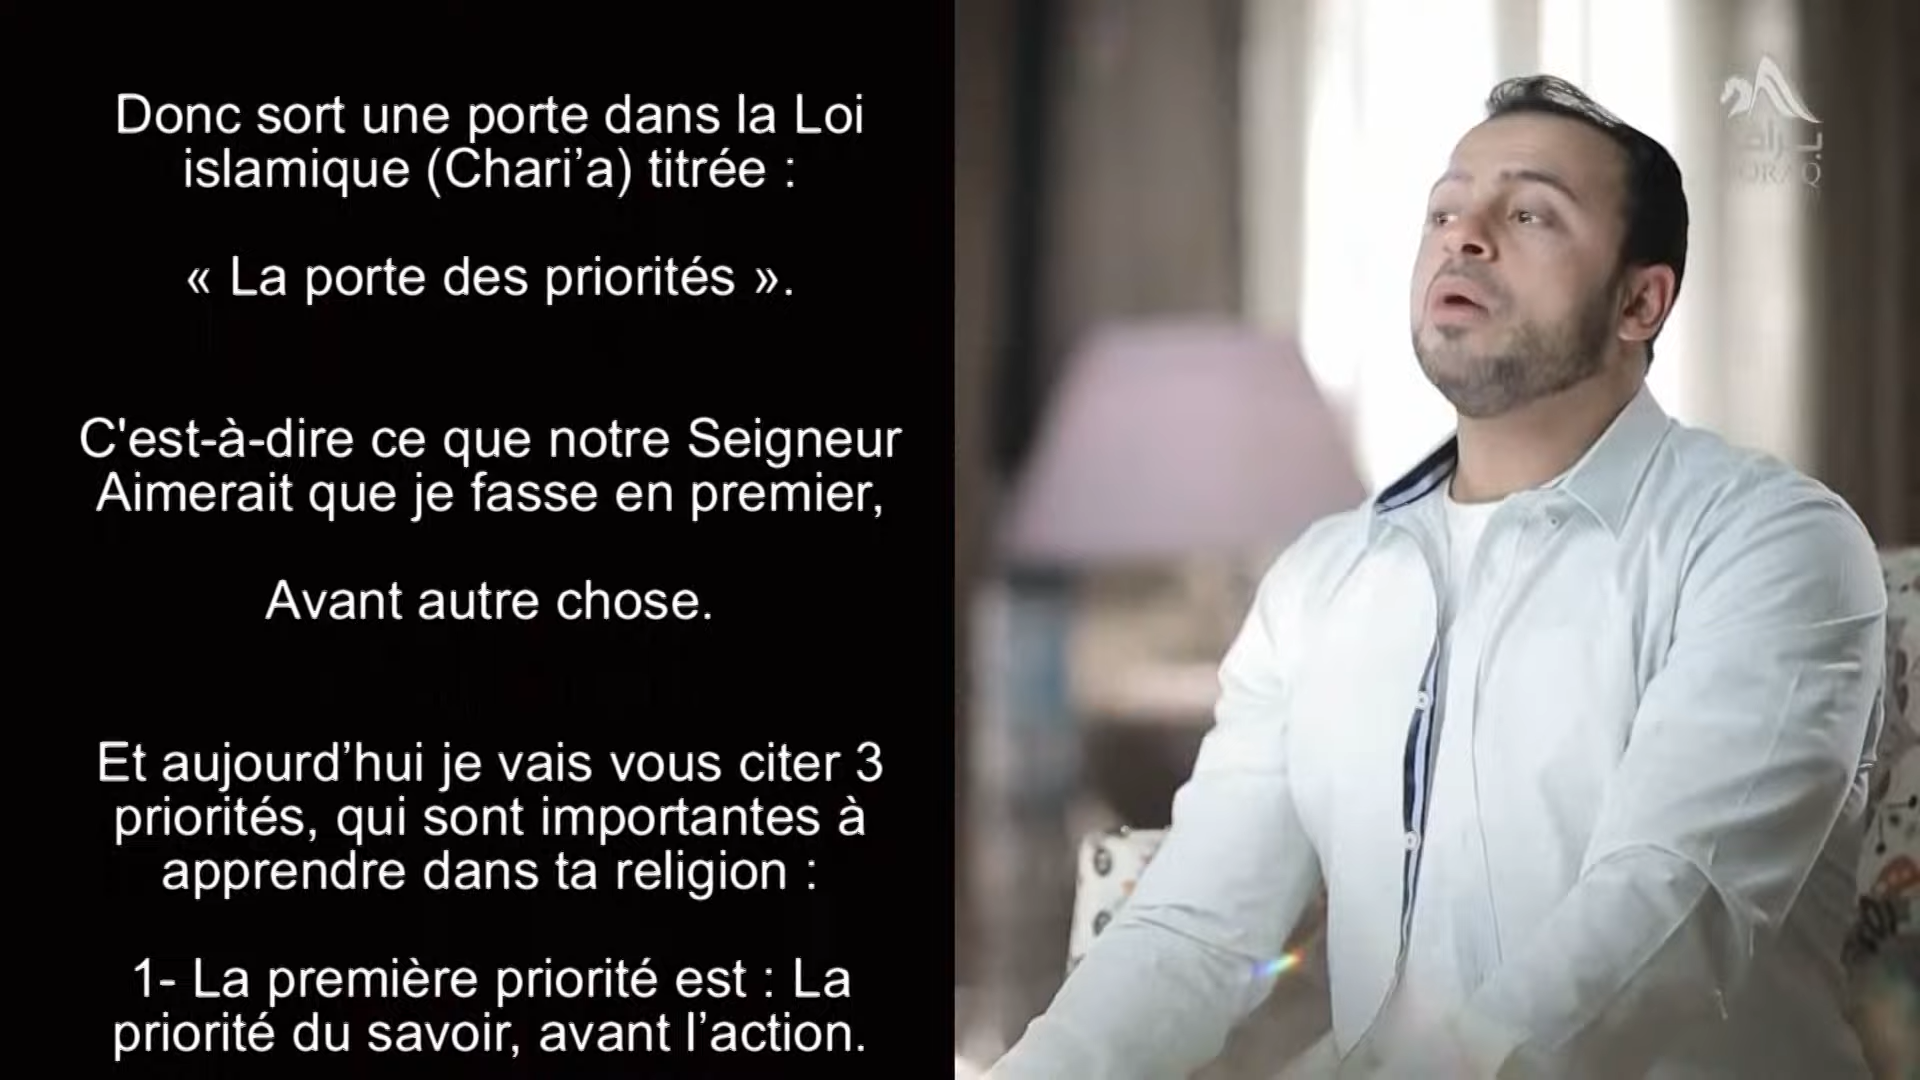 Donc sort une porte dans la Loi
islamique (Chari’a) titrée :
« La porte des priorités ».
C'est-à-dire ce que notre Seigneur
Aimerait que je fasse en premier,
Avant autre chose.
Et aujourd’hui je vais vous citer 3
priorités, qui sont importantes à
apprendre dans ta religion :
1- La première priorité est : La
priorité du savoir, avant l’action.